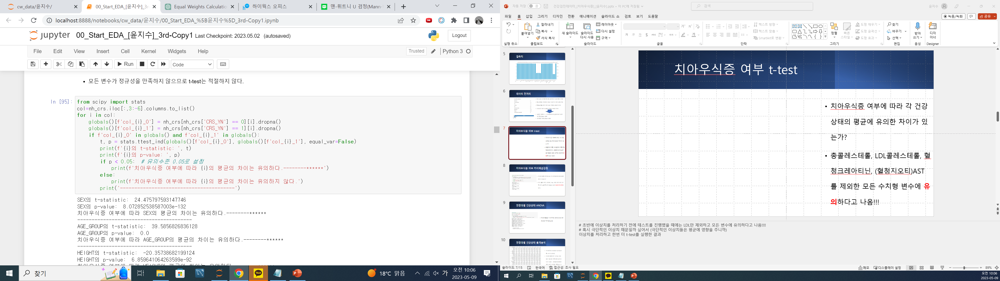 cw_data/윤지수/
00_Start_EDA_[윤지수]_3rd
Equal Weights Calculatio
하이웍스 오피스
맨-휘트니 U 검정(Mann-
localhost:8888/notebooks/cw_data/윤지수/00_Start_EDA_%5B윤지수%5D_3rd-Copy1.ipynb
jupyter 00_Start_EDA_[윤지수]_3rd-Copy1 Last Checkpoint: 2023.05.02 (autosaved)
Logout
File Edit View Insert Cell Kernel Widgets Help
Trusted Python 3
Run Code
• 모든 변수가 정규성을 만족하지 않으므로 t-test는 적절하지 않다.
In [95]: from scipy import stats
col=nh_crs.iloc[:,3:-6].columns.to_list()
for i in col:
globals()[f'col_{i}_0'] = nh_crs[nh_crs['CRS_YN'] == 0][i].dropna()
globals()[f'col_{i}_1'] = nh_crs[nh_crs['CRS_YN'] == 1][i].dropna()
if f'col_{i}_0' in globals() and f'col_{i}_1' in globals():
t, p = stats.ttest_ind(globals()[f'col_{i}_0'], globals()[f'col_{i}_1'], equal_var=False)
print(f'{i}의 t-statistic: ', t)
print(f'{i}의 p-value: ', p)
if p < 0.05: # 유의수준 0.05로 설정
print(f'치아우식증 여부에 따라 {i}의 평균의 차이는 유의하다.--------******')
else:
print(f'치아우식증 여부에 따라 {i}의 평균의 차이는 유의하지 않다.')
print('----------------------------------------')
SEX의 t-statistic: 24.475797593147746
SEX의 p-value: 8.072852538587003e-132
치아우식증 여부에 따라 SEX의 평균의 차이는 유의하다.--------******
----------------------------------------
AGE_GROUP의 t-statistic: 39.5856826836128
AGE_GROUP의 p-value: 0.0
치아우식증 여부에 따라 AGE_GROUP의 평균의 차이는 유의하다.--------******
----------------------------------------
HEIGHT의 t-statistic: -20.35738682199124
HEIGHT의 p-value: 6.859641064263599e-92
찾기
TALK
18°C 맑음
가
오전 10:06
2023-05-09
자동 저장
건강검진데이터_[치아우식증]_[윤지수].pptx • 이 PC에 저장됨
검색
윤지수
파일 홈 삽입 그리기 디자인 전환 애니메이션 슬라이드 쇼 검토 보기 도움말
녹음/녹화
공유
붙여넣기
잘라내기
복사
서식 복사
새 슬라이드
슬라이드 다시 사용
레이아웃
다시 설정
구역
텍스트 방향
텍스트 맞춤
SmartArt로 변환
정렬
빠른 스타일
도형 채우기
도형 윤곽선
도형 효과
찾기
바꾸기
선택
받아쓰기
디자이너
실행 취소 클립보드 슬라이드 글꼴 단락 그리기 편집 음성 Designer
5
결측치
6
데이터 전처리
7
치아우식증 여부 t-test
8
치아우식증 여부 카이제곱검정
9
연령대별 건강상태 ANOVA
10
연령대별 건강상태 통계분석
치아우식증 여부 t-test
• 치아우식증 여부에 따라 각 건강
상태의 평균에 유의한 차이가 있
는가?
• 총콜레스테롤, LDL콜레스테롤, 혈
청크레아티닌, (혈청지오티)AST
를 제외한 모든 수치형 변수에 유
의하다고 나옴!!!
# 초반에 이상치를 처리하기 전에 테스트를 진행했을 때에는 LDL만 제외하고 모든 변수에 유의하다고 나옴!!!!
# 혹시 극단적인 이상치 때문일까 싶어서 (극단적인 이상치들은 평균에 영향을 주니까)
이상치를 처리하고 한번 더 t-test를 실행한 결과
슬라이드 7/15 한국어 접근성: 조사 필요
메모 디스플레이 설정 89%
오전 10:06
2023-05-09